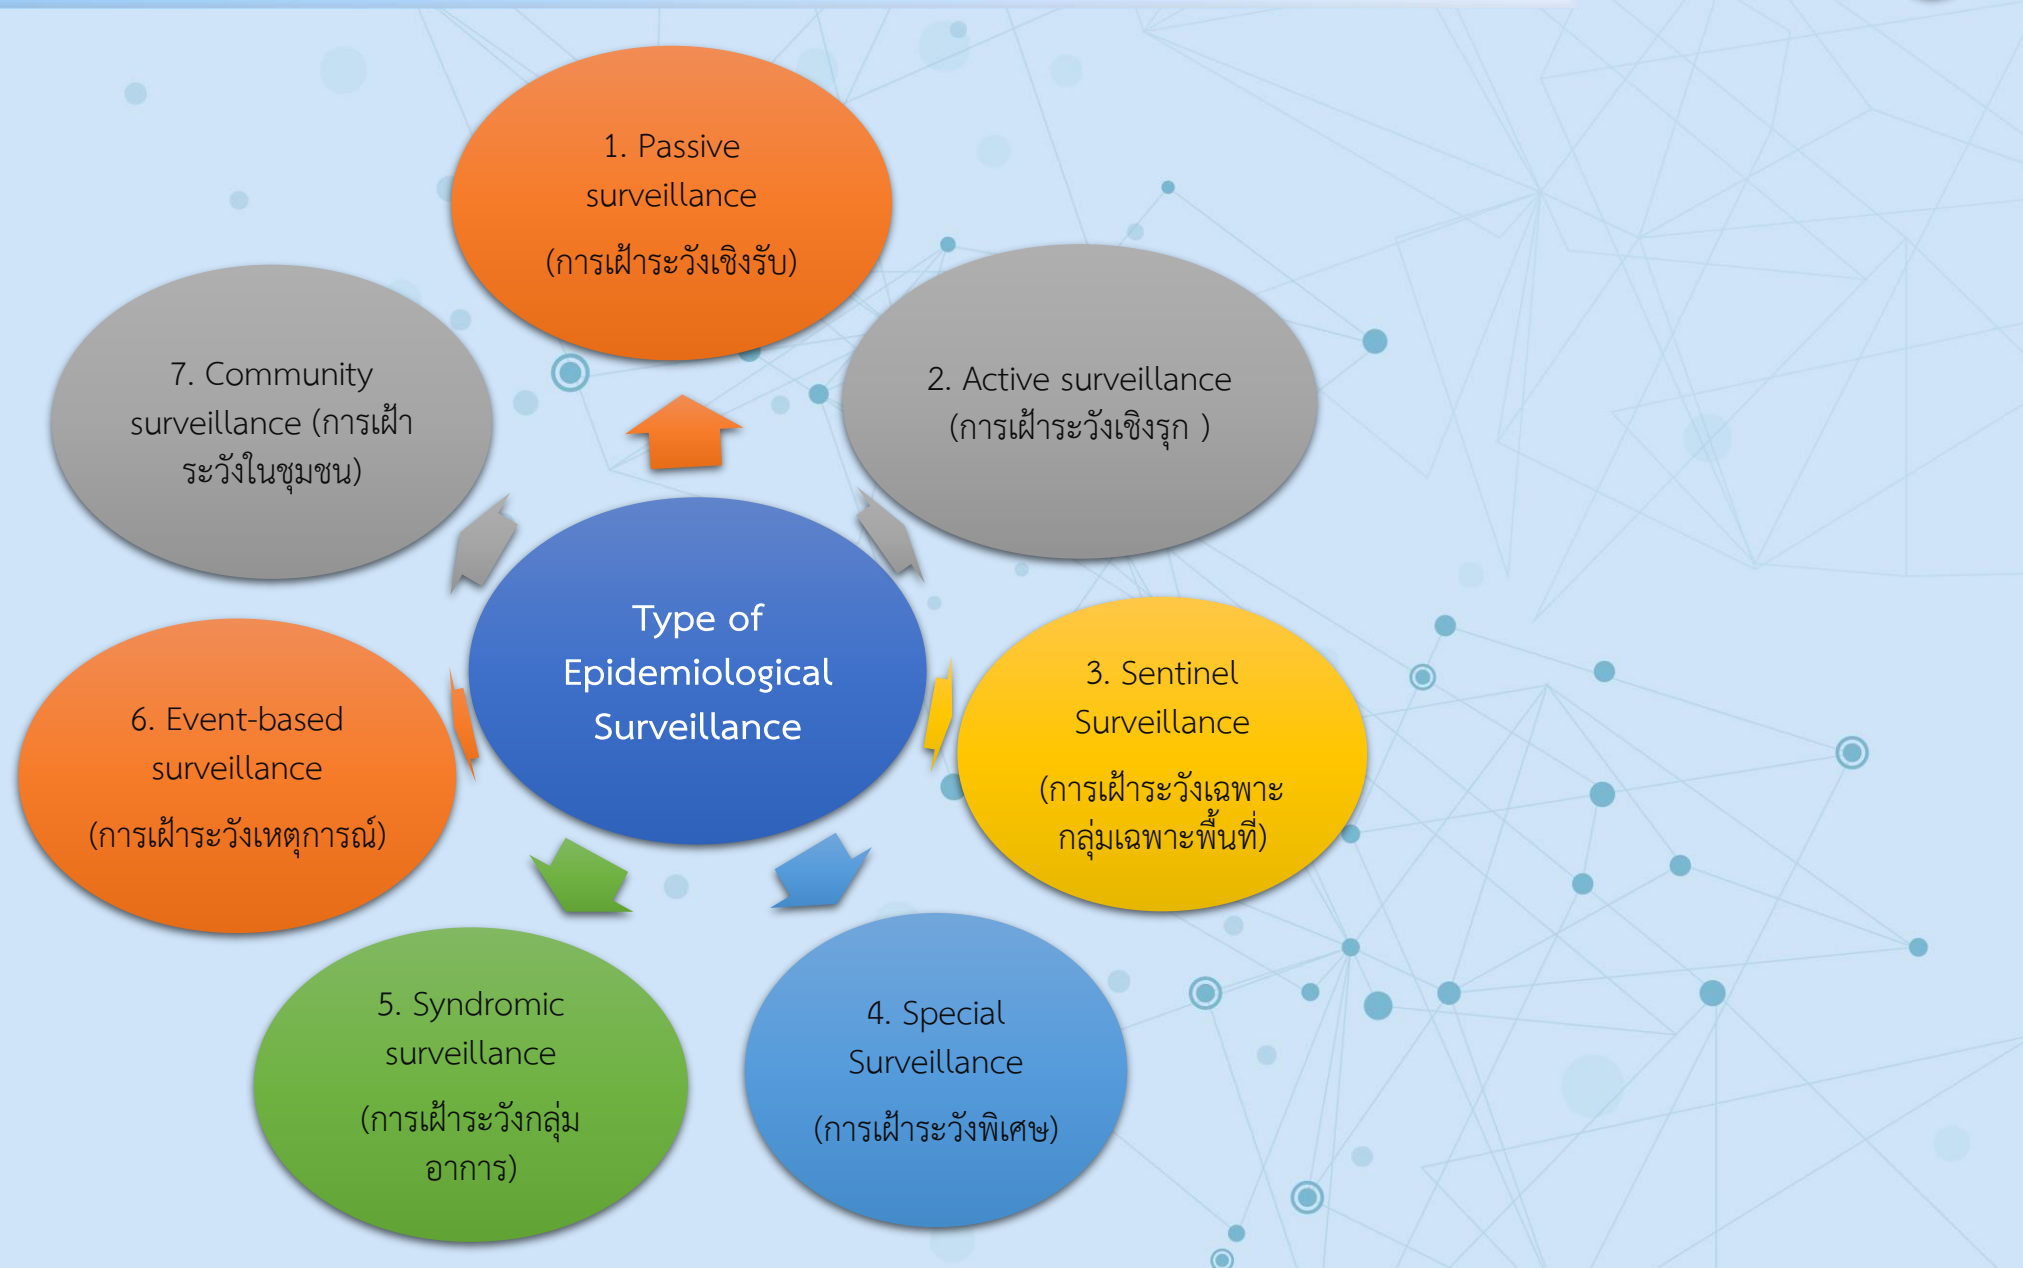 1. Passive
surveillance
(การเฝ้าระวังเชิงรับ)
2. Active surveillance
(การเฝ้าระวังเชิงรุก )
3. Sentinel
Surveillance
(การเฝ้าระวังเฉพาะ
กลุ่มเฉพาะพื้นที่)
4. Special
Surveillance
(การเฝ้าระวังพิเศษ)
5. Syndromic
surveillance
(การเฝ้าระวังกลุ่ม
อาการ)
6. Event-based
surveillance
(การเฝ้าระวังเหตุการณ์)
7. Community
surveillance (การเฝ้า
ระวังในชุมชน)
Type of
Epidemiological
Surveillance